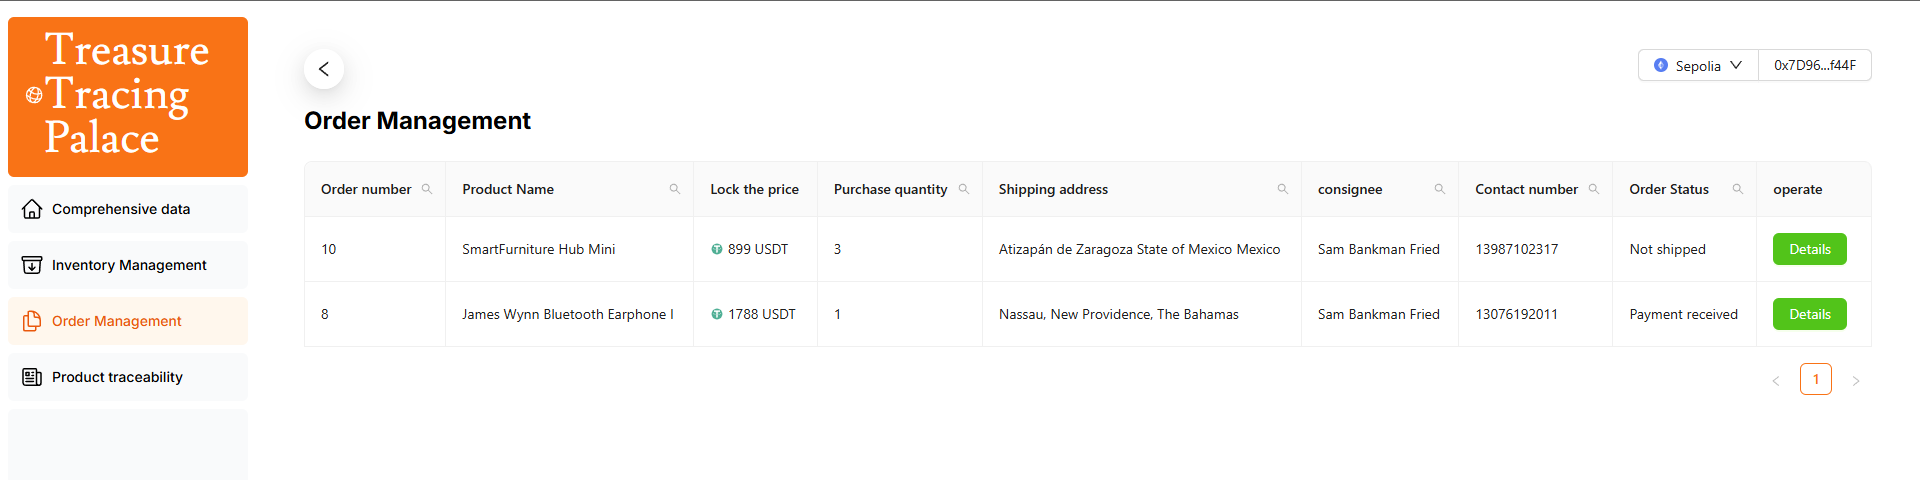 Treasure
Tracing
Palace
Comprehensive data
Inventory Management
Order Management
Product traceability
Sepolia
0x7D96...f44F
Order Management
Order number Product Name Lock the price Purchase quantity Shipping address consignee Contact number Order Status operate
10 SmartFurniture Hub Mini 899 USDT 3 Atizapán de Zaragoza State of Mexico Mexico Sam Bankman Fried 13987102317 Not shipped Details
8 James Wynn Bluetooth Earphone I 1788 USDT 1 Nassau, New Providence, The Bahamas Sam Bankman Fried 13076192011 Payment received Details
1